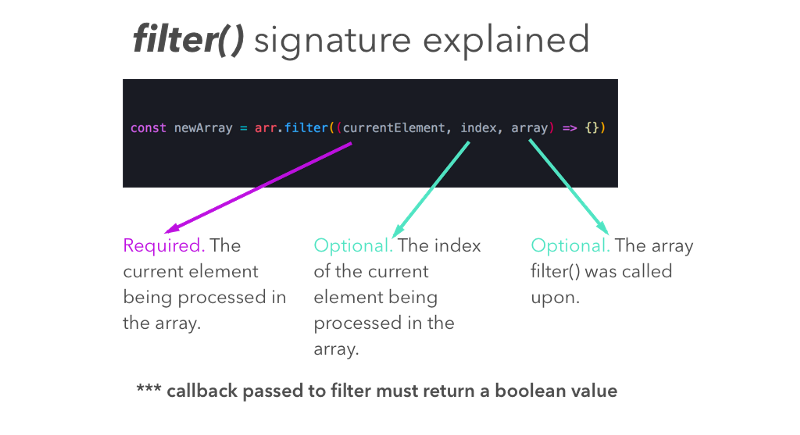 filter() signature explained
const newArray = arr.filter((currentElement, index, array) => {})
Required. The
current element
being processed in
the array.
Optional. The index
of the current
element being
processed in the
array.
Optional. The array
filter() was called
upon.
*** callback passed to filter must return a boolean value